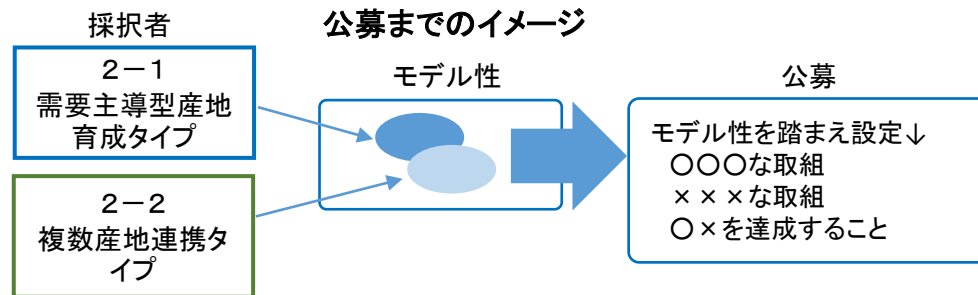 公募までのイメージ
採択者
2－1
需要主導型産地
育成タイプ
2－2
複数産地連携タ
イプ
モデル性
公募
モデル性を踏まえ設定↓
〇〇〇な取組
×××な取組
〇×を達成すること